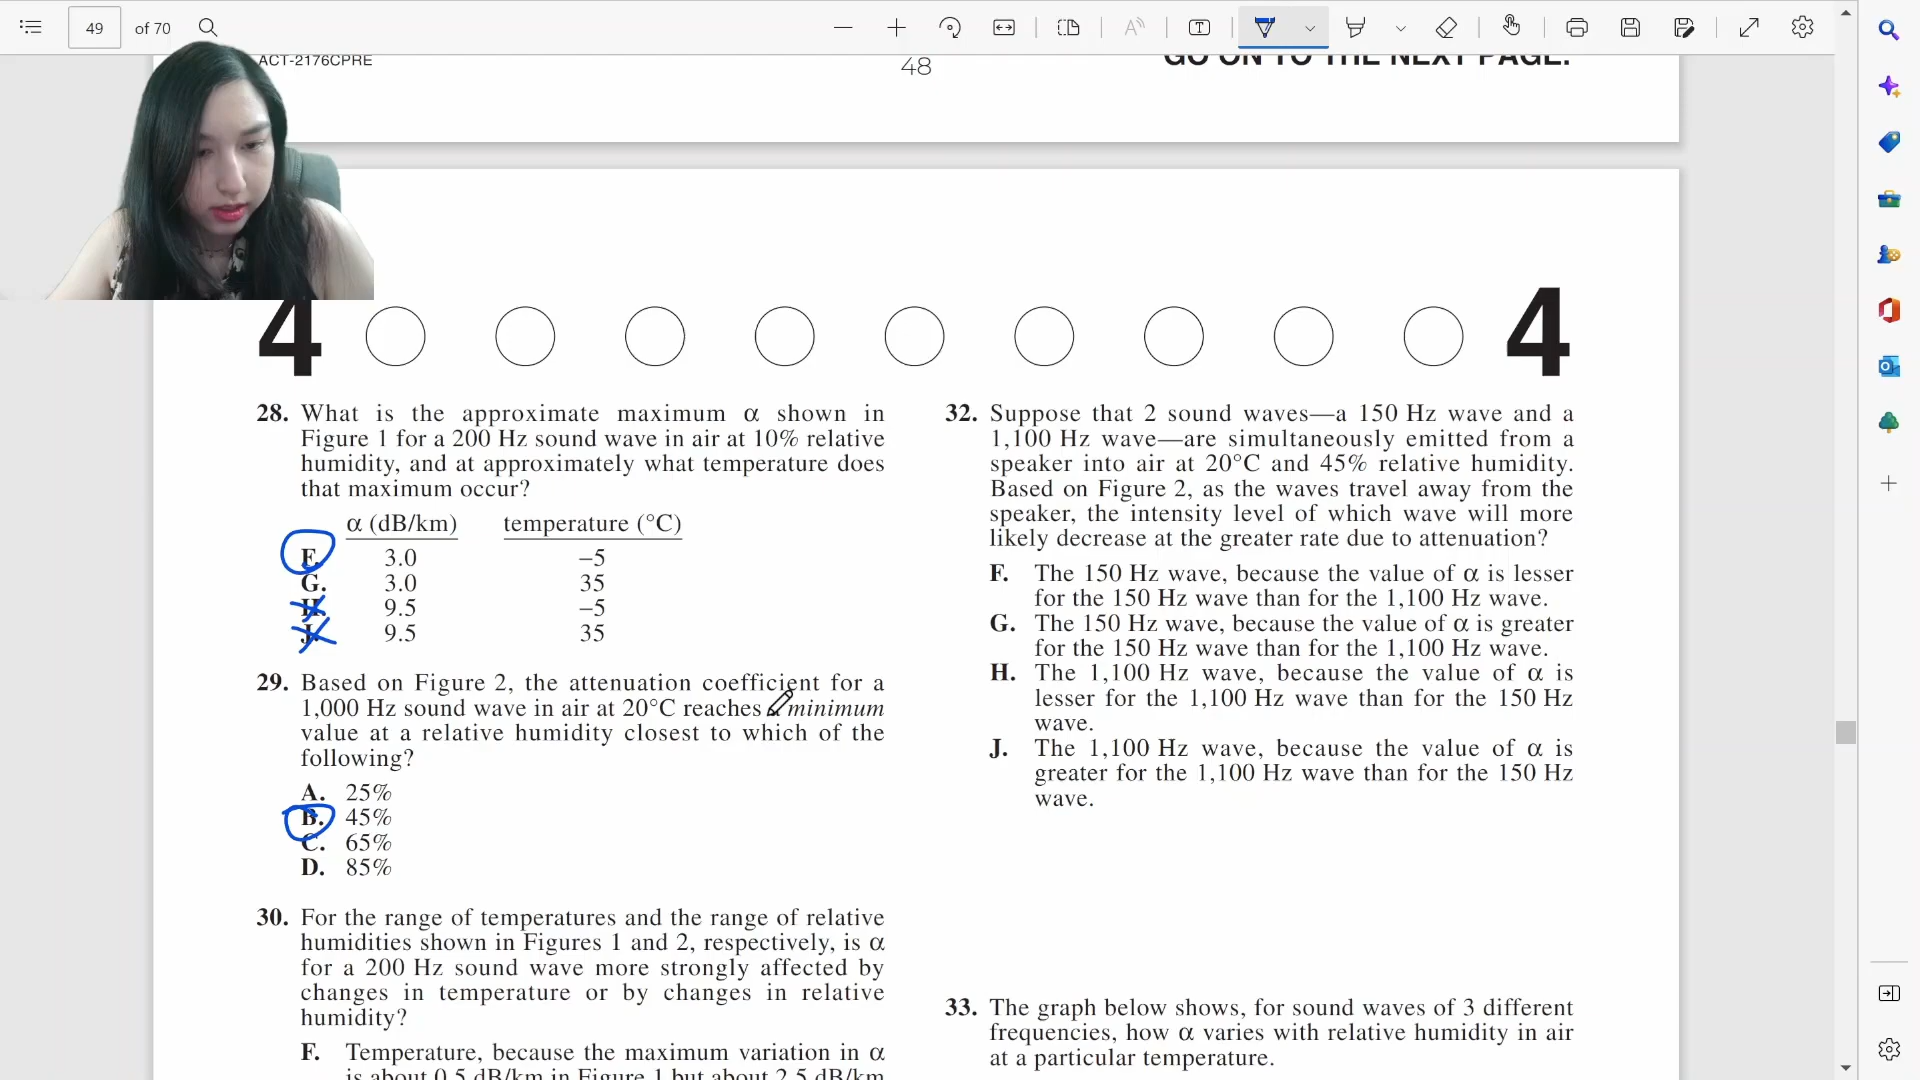 49 of 70
ACT-2176CPRE
48
GO ON TO THE NEXT PAGE.
4
4
28. What is the approximate maximum α shown in
Figure 1 for a 200 Hz sound wave in air at 10% relative
humidity, and at approximately what temperature does
that maximum occur?
α (dB/km) temperature (°C)
F. 3.0 –5
G. 3.0 35
H. 9.5 –5
J. 9.5 35
29. Based on Figure 2, the attenuation coefficient for a
1,000 Hz sound wave in air at 20°C reaches a minimum
value at a relative humidity closest to which of the
following?
A. 25%
B. 45%
C. 65%
D. 85%
30. For the range of temperatures and the range of relative
humidities shown in Figures 1 and 2, respectively, is α
for a 200 Hz sound wave more strongly affected by
changes in temperature or by changes in relative
humidity?
F. Temperature, because the maximum variation in α
is about 0.5 dB/km in Figure 1 but about 2.5 dB/km
32. Suppose that 2 sound waves—a 150 Hz wave and a
1,100 Hz wave—are simultaneously emitted from a
speaker into air at 20°C and 45% relative humidity.
Based on Figure 2, as the waves travel away from the
speaker, the intensity level of which wave will more
likely decrease at the greater rate due to attenuation?
F. The 150 Hz wave, because the value of α is lesser
for the 150 Hz wave than for the 1,100 Hz wave.
G. The 150 Hz wave, because the value of α is greater
for the 150 Hz wave than for the 1,100 Hz wave.
H. The 1,100 Hz wave, because the value of α is
lesser for the 1,100 Hz wave than for the 150 Hz
wave.
J. The 1,100 Hz wave, because the value of α is
greater for the 1,100 Hz wave than for the 150 Hz
wave.
33. The graph below shows, for sound waves of 3 different
frequencies, how α varies with relative humidity in air
at a particular temperature.